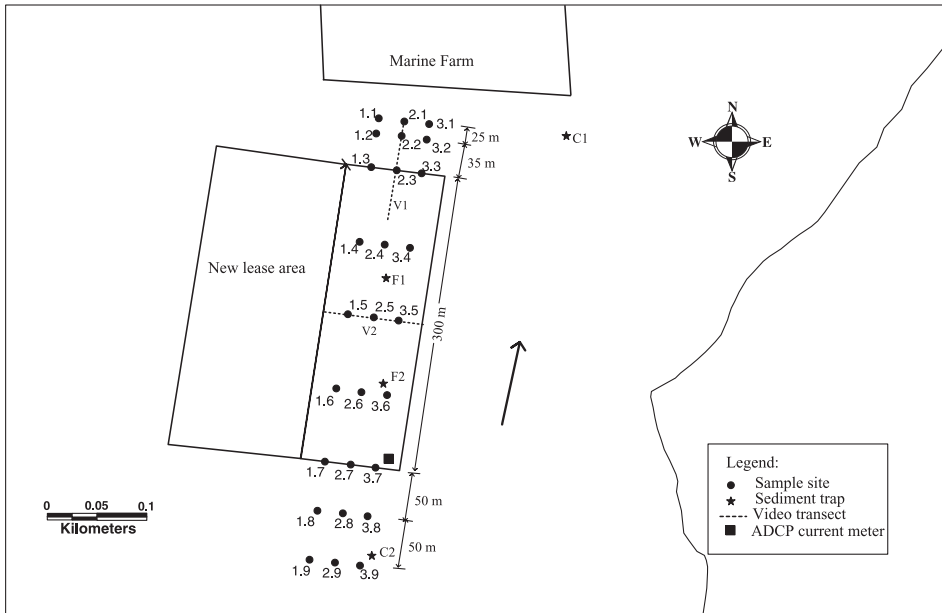 Marine Farm
1.1 2.1 3.1
1.2 2.2 3.2
25 m
C1
N
W E
S
35 m
1.3 2.3 3.3
V1
1.4 2.4 3.4
New lease area
F1
1.5 2.5 3.5
V2
300 m
F2
1.6 2.6 3.6
1.7 2.7 3.7
50 m
1.8 2.8 3.8
50 m
C2
1.9 2.9 3.9
0 0.05 0.1
Kilometers
Legend:
Sample site
Sediment trap
Video transect
ADCP current meter